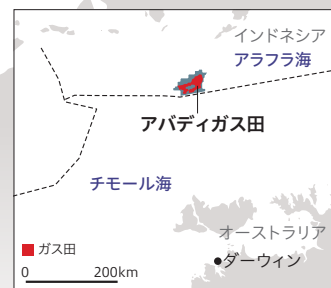 インドネシア
アラフラ海
アバディガス田
チモール海
オーストラリア
ダーウィン
ガス田
0 200km